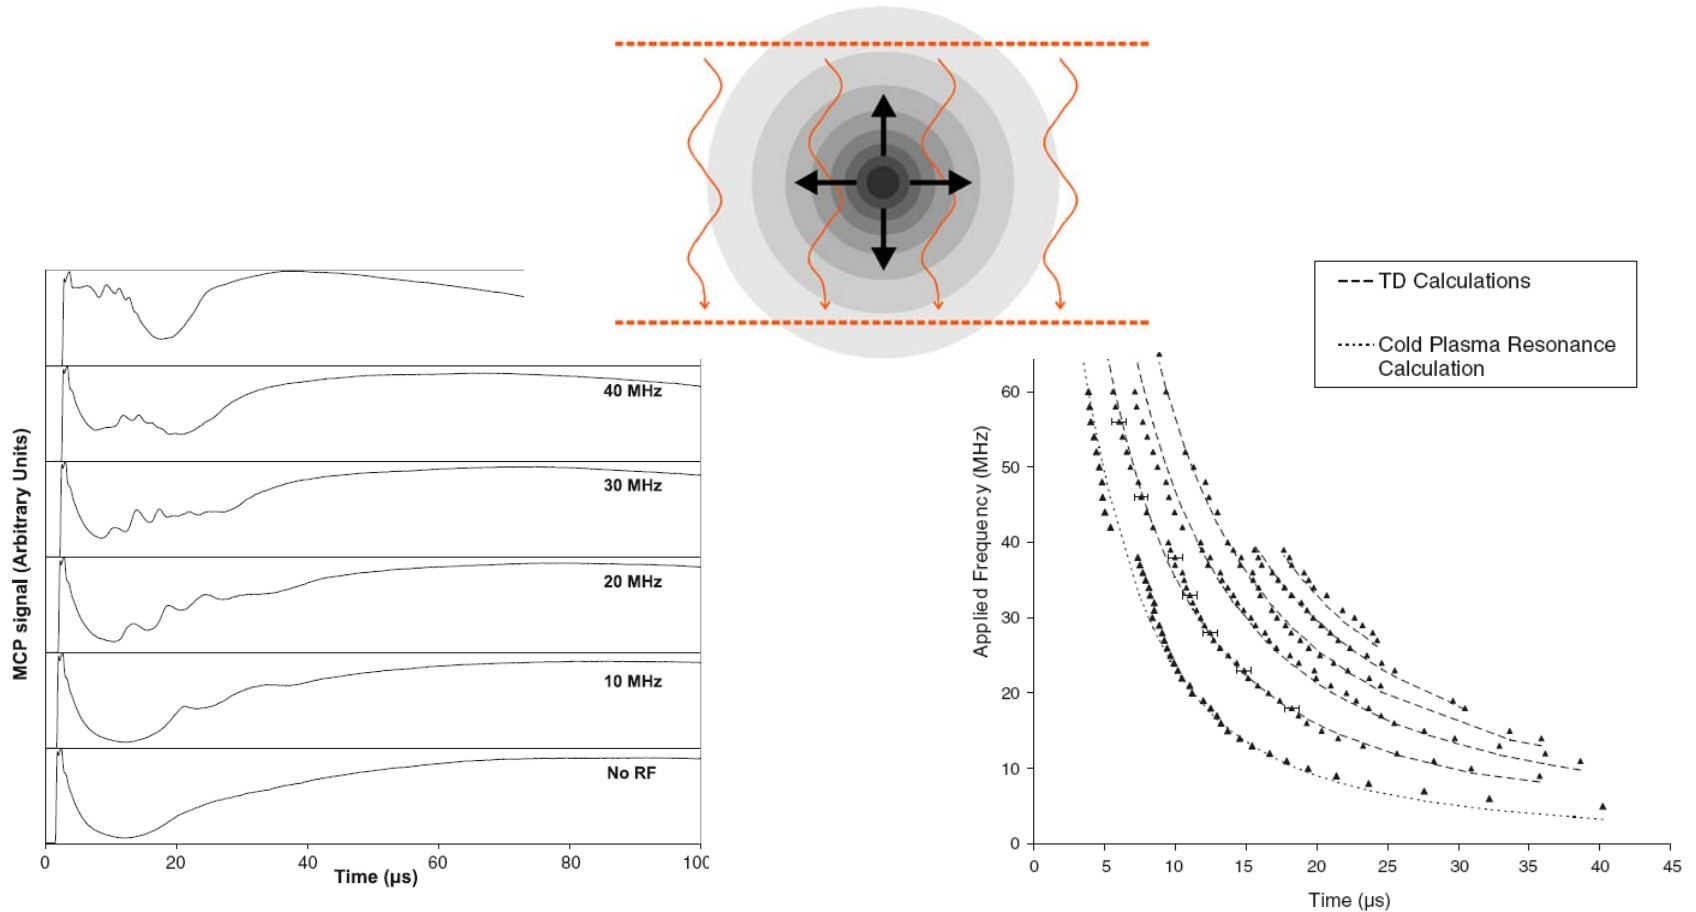 MCP signal (Arbitrary Units)
40 MHz
30 MHz
20 MHz
10 MHz
No RF
0 20 40 60 80 100
Time (µs)
TD Calculations
Cold Plasma Resonance
Calculation
Applied Frequency (MHz)
60
50
40
30
20
10
0
0 5 10 15 20 25 30 35 40 45
Time (µs)